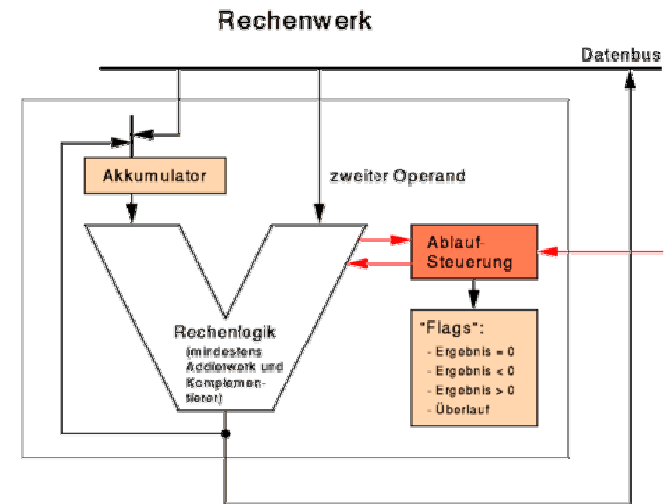 Rechenwerk
Datenbus
Akkumulator
zweiter Operand
Ablauf-
Steuerung
Rechenlogik
(mindestens
Addierwerk und
Komplemen-
tierer)
"Flags":
- Ergebnis = 0
- Ergebnis < 0
- Ergebnis > 0
- Überlauf